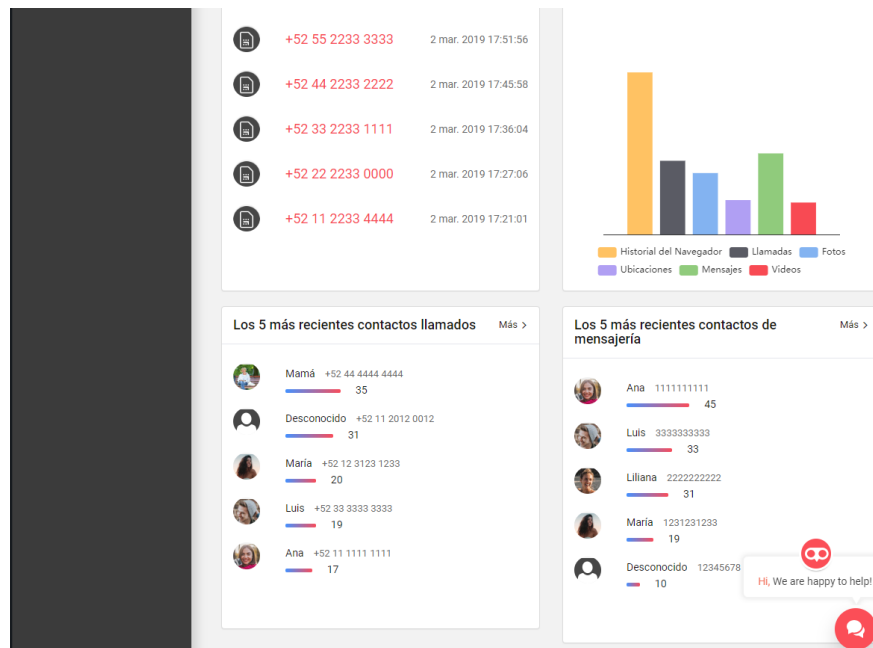 +52 55 2233 3333 2 mar. 2019 17:51:56
+52 44 2233 2222 2 mar. 2019 17:45:58
+52 33 2233 1111 2 mar. 2019 17:36:04
+52 22 2233 0000 2 mar. 2019 17:27:06
+52 11 2233 4444 2 mar. 2019 17:21:01
Historial del Navegador Llamadas Fotos
Ubicaciones Mensajes Videos
Los 5 más recientes contactos llamados Más >
Mamá +52 44 4444 4444
35
Desconocido +52 11 2012 0012
31
María +52 12 3123 1233
20
Luis +52 33 3333 3333
19
Ana +52 11 1111 1111
17
Los 5 más recientes contactos de Más >
mensajería
Ana 1111111111
45
Luis 3333333333
33
Liliana 2222222222
31
María 1231231233
19
Desconocido 12345678
10
Hi, We are happy to help!